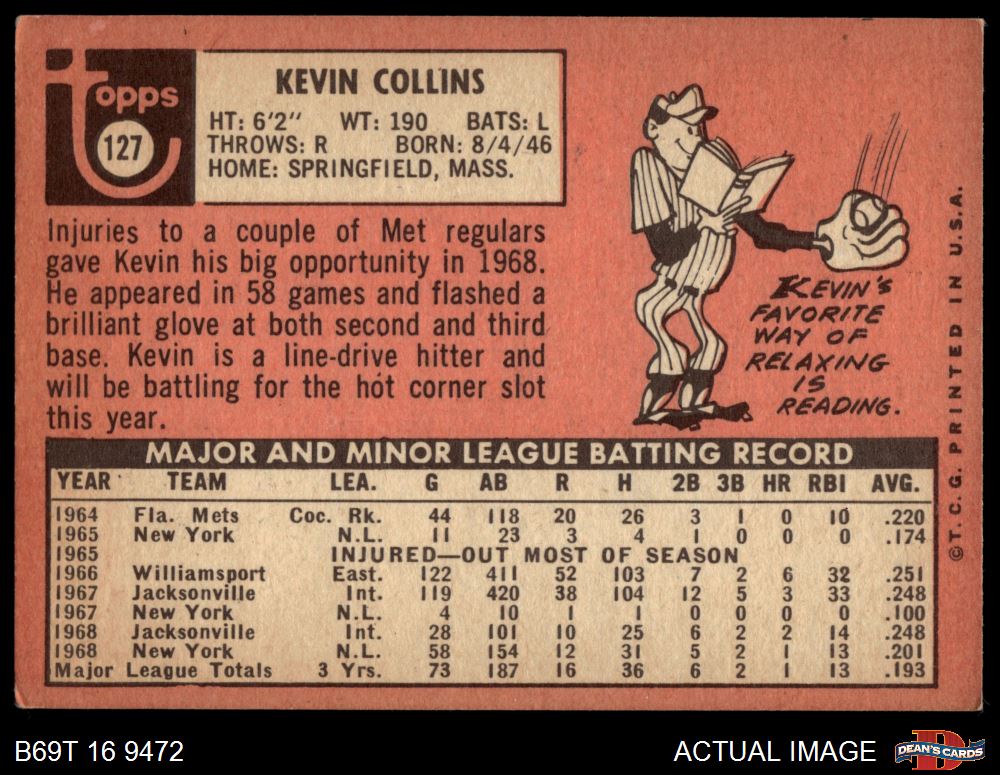 topps
127
KEVIN COLLINS
HT: 6'2" WT: 190 BATS: L
THROWS: R BORN: 8/4/46
HOME: SPRINGFIELD, MASS.
Injuries to a couple of Met regulars
gave Kevin his big opportunity in 1968.
He appeared in 58 games and flashed a
brilliant glove at both second and third
base. Kevin is a line-drive hitter and
will be battling for the hot corner slot
this year.
KEVIN'S
FAVORITE
WAY OF
RELAXING
IS
READING.
©T. C. G. PRINTED IN U.S.A.
MAJOR AND MINOR LEAGUE BATTING RECORD
YEAR TEAM LEA. G AB R H 2B 3B HR RBI AVG.
1964 Fla. Mets Coc. Rk. 44 118 20 26 3 1 0 10 .220
1965 New York N.L. 11 23 3 4 1 0 0 0 .174
1965 INJURED—OUT MOST OF SEASON
1966 Williamsport East. 122 411 52 103 7 2 6 32 .251
1967 Jacksonville Int. 119 420 38 104 12 5 3 33 .248
1967 New York N.L. 4 10 1 1 0 0 0 0 .100
1968 Jacksonville Int. 28 101 10 25 6 2 2 14 .248
1968 New York N.L. 58 154 12 31 5 2 1 13 .201
Major League Totals 3 Yrs. 73 187 16 36 6 2 1 13 .193
B69T 16 9472
ACTUAL IMAGE
B
DEAN'S CARDS